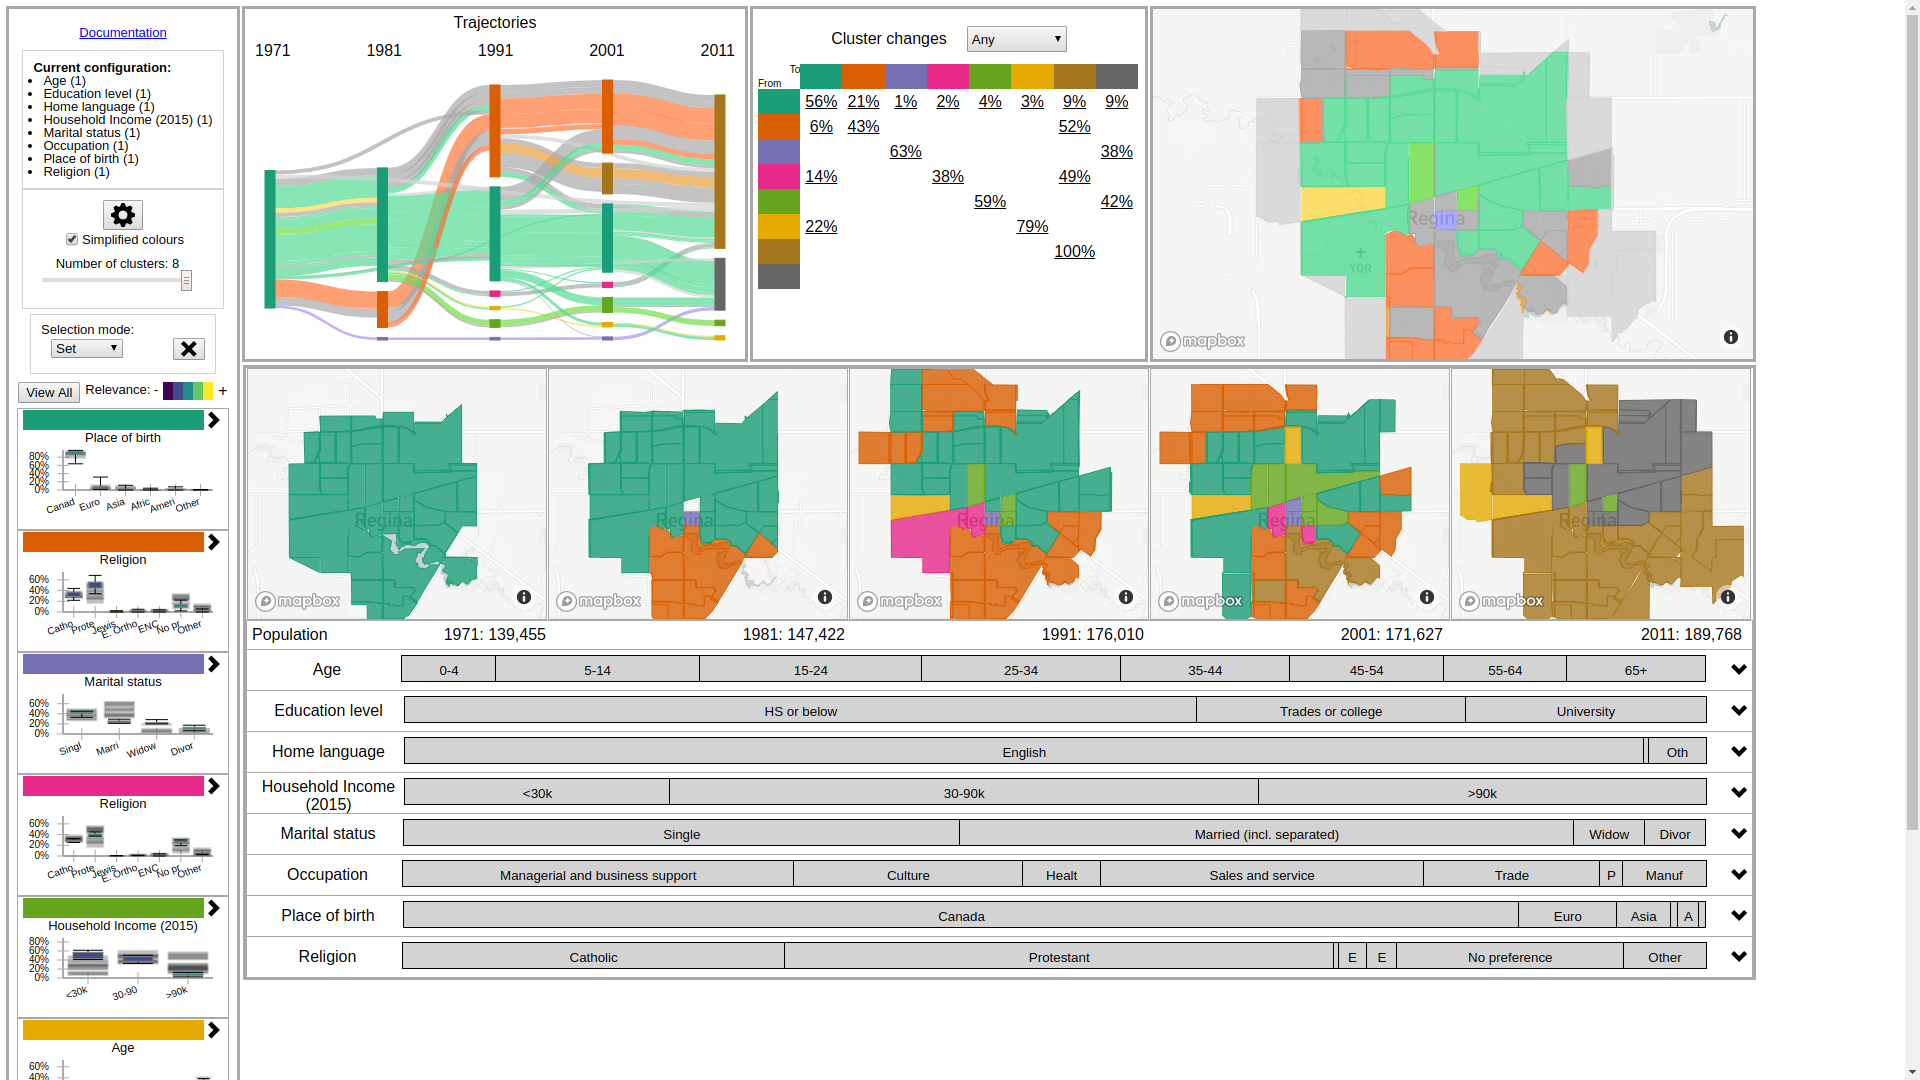 Documentation
Current configuration:
Age (1)
Education level (1)
Home language (1)
Household Income (2015) (1)
Marital status (1)
Occupation (1)
Place of birth (1)
Religion (1)
Simplified colours
Number of clusters: 8
Selection mode:
Set
View All Relevance: - +
Place of birth
80%
60%
40%
20%
0%
Canad Euro Asia Afric Ameri Other
Religion
60%
40%
20%
0%
Catho Prote Jewis E. Ortho ENC No pr Other
Marital status
60%
40%
20%
0%
Singl Marri Widow Divor
Religion
60%
40%
20%
0%
Catho Prote Jewis E. Ortho ENC No pr Other
Household Income (2015)
80%
60%
40%
20%
0%
<30k 30-90 >90k
Age
60%
40%
Trajectories
1971 1981 1991 2001 2011
Cluster changes Any
To
From
56% 21% 1% 2% 4% 3% 9% 9%
6% 43% 52%
63% 38%
14% 38% 49%
59% 42%
22% 79%
100%
Regina
YQR
mapbox
Regina
mapbox
Regina
mapbox
Regina
mapbox
Regina
mapbox
Regina
mapbox
Population 1971: 139,455 1981: 147,422 1991: 176,010 2001: 171,627 2011: 189,768
Age 0-4 5-14 15-24 25-34 35-44 45-54 55-64 65+
Education level HS or below Trades or college University
Home language English Oth
Household Income (2015) <30k 30-90k >90k
Marital status Single Married (incl. separated) Widow Divor
Occupation Managerial and business support Culture Healt Sales and service Trade P Manuf
Place of birth Canada Euro Asia A
Religion Catholic Protestant E E No preference Other